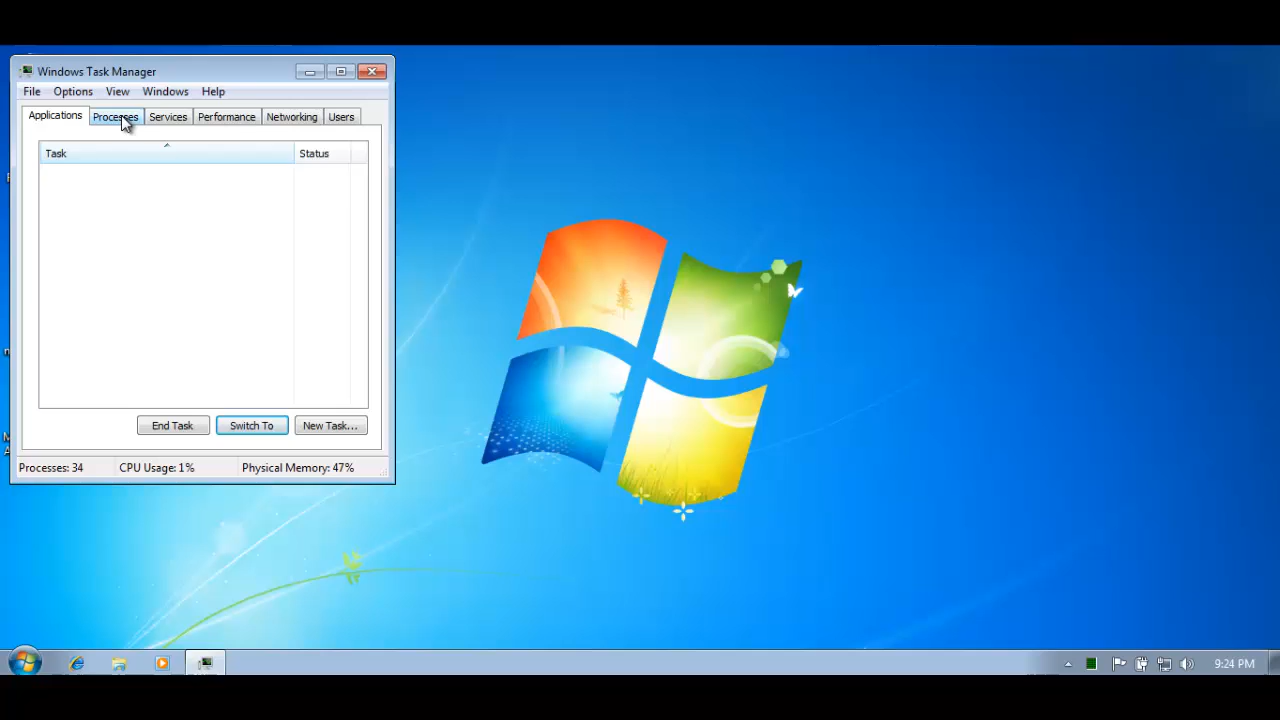 Windows Task Manager
File Options View Windows Help
Applications Processes Services Performance Networking Users
Task Status
End Task Switch To New Task...
Processes: 34 CPU Usage: 1% Physical Memory: 47%
9:24 PM